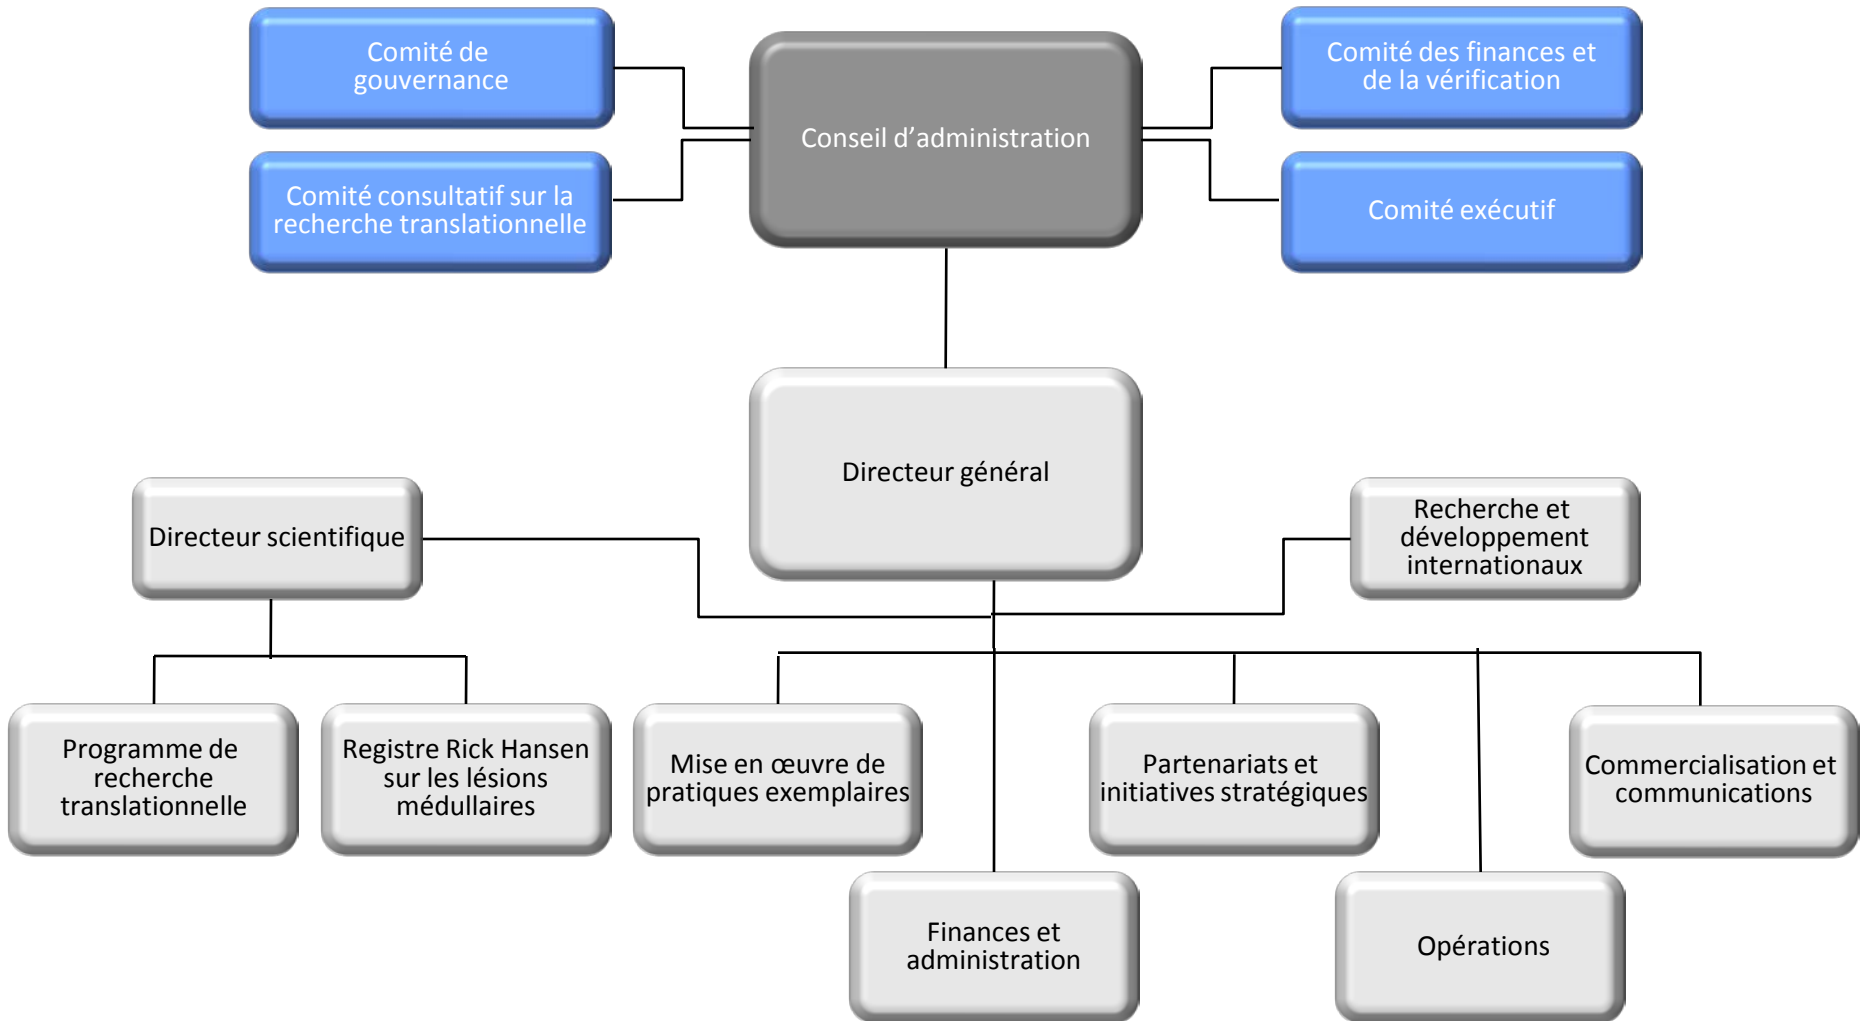 Comité de
gouvernance
Comité des finances et
de la vérification
Conseil d’administration
Comité consultatif sur la
recherche translationnelle
Comité exécutif
Directeur général
Directeur scientifique
Recherche et
développement
internationaux
Programme de
recherche
translationnelle
Registre Rick Hansen
sur les lésions
médullaires
Mise en œuvre de
pratiques exemplaires
Partenariats et
initiatives stratégiques
Commercialisation et
communications
Finances et
administration
Opérations